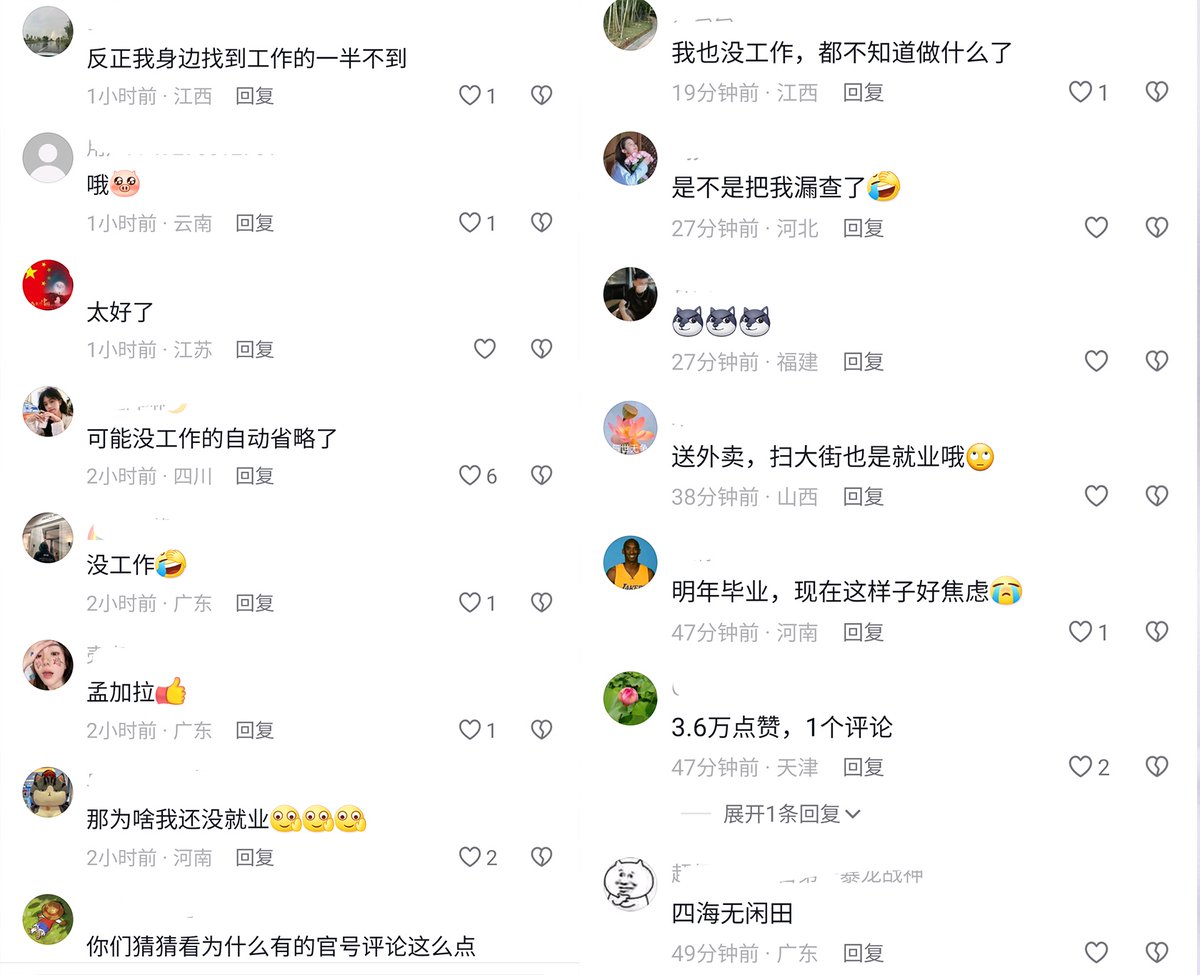 反正我身边找到工作的一半不到
1小时前 · 江西 回复
1
哦
1小时前 · 云南 回复
1
太好了
1小时前 · 江苏 回复
可能没工作的自动省略了
2小时前 · 四川 回复
6
没工作
2小时前 · 广东 回复
1
孟加拉
2小时前 · 广东 回复
1
那为啥我还没就业
2小时前 · 河南 回复
2
你们猜猜看为什么有的官号评论这么点
我也没工作，都不知道做什么了
19分钟前 · 江西 回复
1
是不是把我漏查了
27分钟前 · 河北 回复
27分钟前 · 福建 回复
送外卖，扫大街也是就业哦
38分钟前 · 山西 回复
明年毕业，现在这样子好焦虑
47分钟前 · 河南 回复
1
3.6万点赞，1个评论
47分钟前 · 天津 回复
2
展开1条回复
暴龙战神
四海无闲田
49分钟前 · 广东 回复